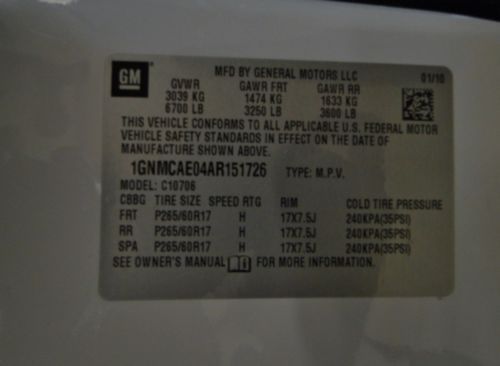 GM MFD BY GENERAL MOTORS LLC 01/10
GVWR GAWR FRT GAWR RR
3039 KG 1474 KG 1633 KG
6700 LB 3250 LB 3600 LB
THIS VEHICLE CONFORMS TO ALL APPLICABLE U.S. FEDERAL MOTOR
VEHICLE SAFETY STANDARDS IN EFFECT ON THE DATE OF
MANUFACTURE SHOWN ABOVE.
1GNMCAE04AR151726 TYPE: M.P.V.
MODEL: C10706
CBBG TIRE SIZE SPEED RTG RIM COLD TIRE PRESSURE
FRT P265/60R17 H 17X7.5J 240KPA(35PSI)
RR P265/60R17 H 17X7.5J 240KPA(35PSI)
SPA P265/60R17 H 17X7.5J 240KPA(35PSI)
SEE OWNER'S MANUAL FOR MORE INFORMATION.